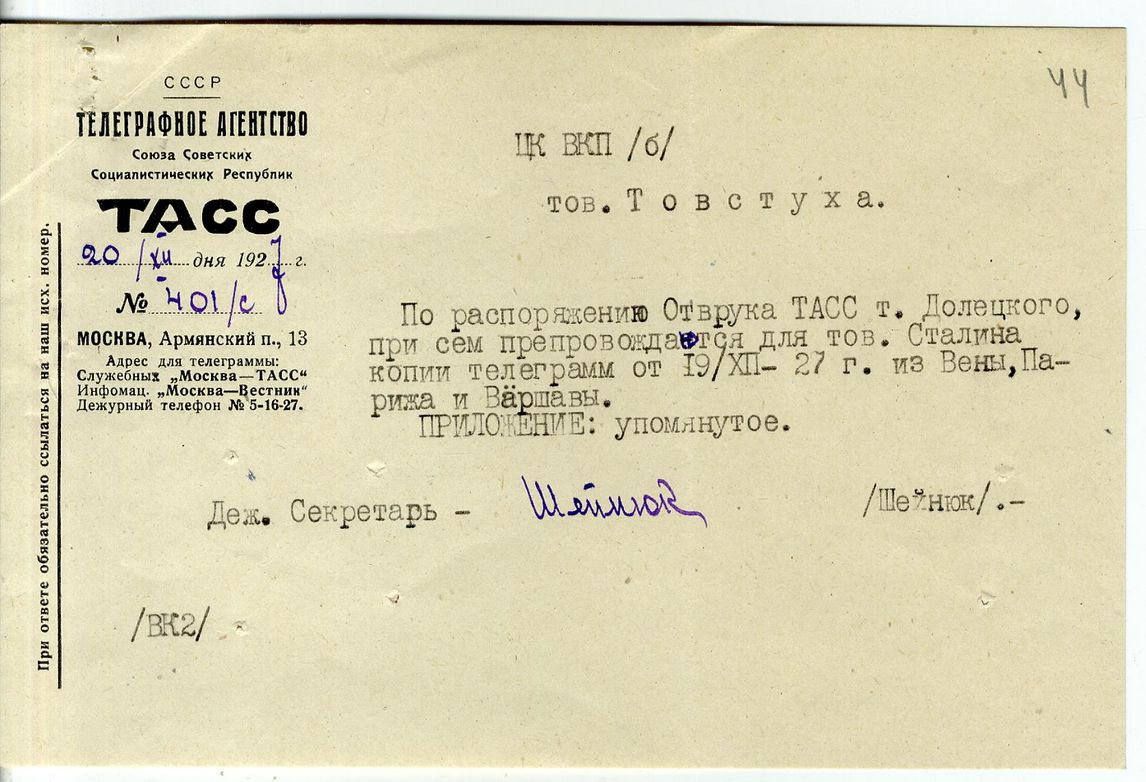 44
СССР
ТЕЛЕГРАФНОЕ АГЕНТСТВО
Союза Советских
Социалистических Республик
ТАСС
20/XII дня 1927 г.
№ 401/с
МОСКВА, Армянский п., 13
Адрес для телеграммы:
Служебных „Москва—ТАСС“
Инфомац. „Москва—Вестник“
Дежурный телефон № 5-16-27.
При ответе обязательно ссылаться на наш исх. номер.
ЦК ВКП /б/
тов. Т о в с т у х а.
По распоряжению Отврука ТАСС т. Долецкого,
при сем препровождаются для тов. Сталина
копии телеграмм от 19/XII- 27 г. из Вены,Па-
рижа и Варшавы.
ПРИЛОЖЕНИЕ: упомянутое.
Деж. Секретарь - Шейнюк /Шейнюк/.-
/ВК2/